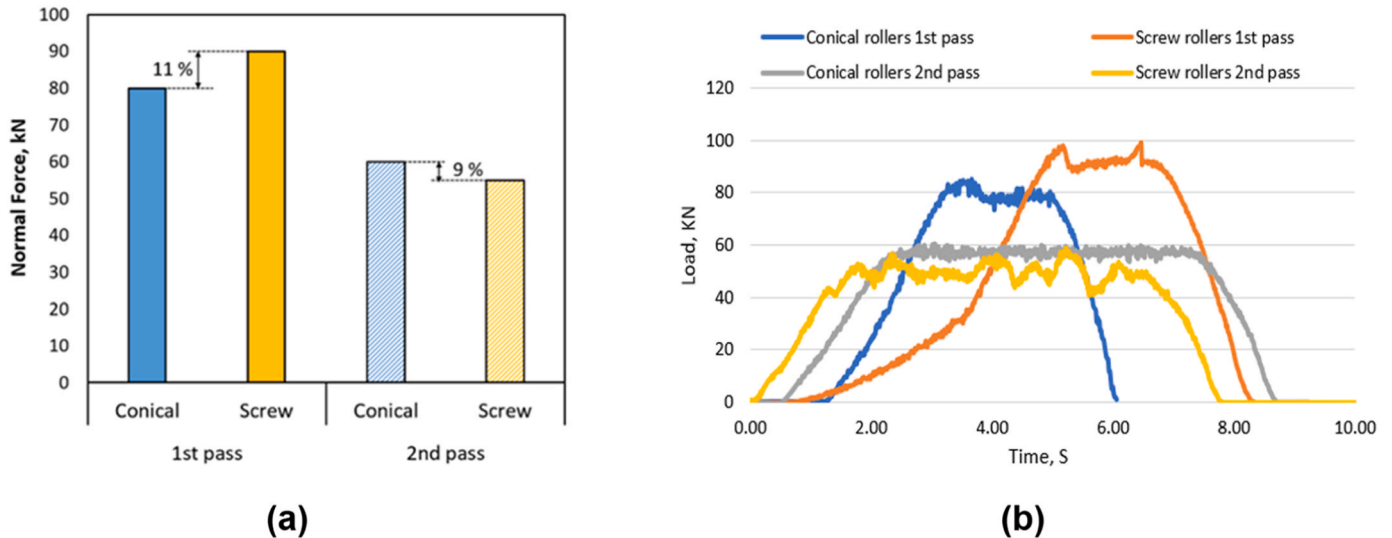 100
90
80
70
60
50
40
30
20
10
0
Normal Force, kN
11 %
9 %
Conical Screw Conical Screw
1st pass 2nd pass
(a)
Conical rollers 1st pass Screw rollers 1st pass
Conical rollers 2nd pass Screw rollers 2nd pass
120
100
80
60
40
20
0
Load, KN
0.00 2.00 4.00 6.00 8.00 10.00
Time, S
(b)